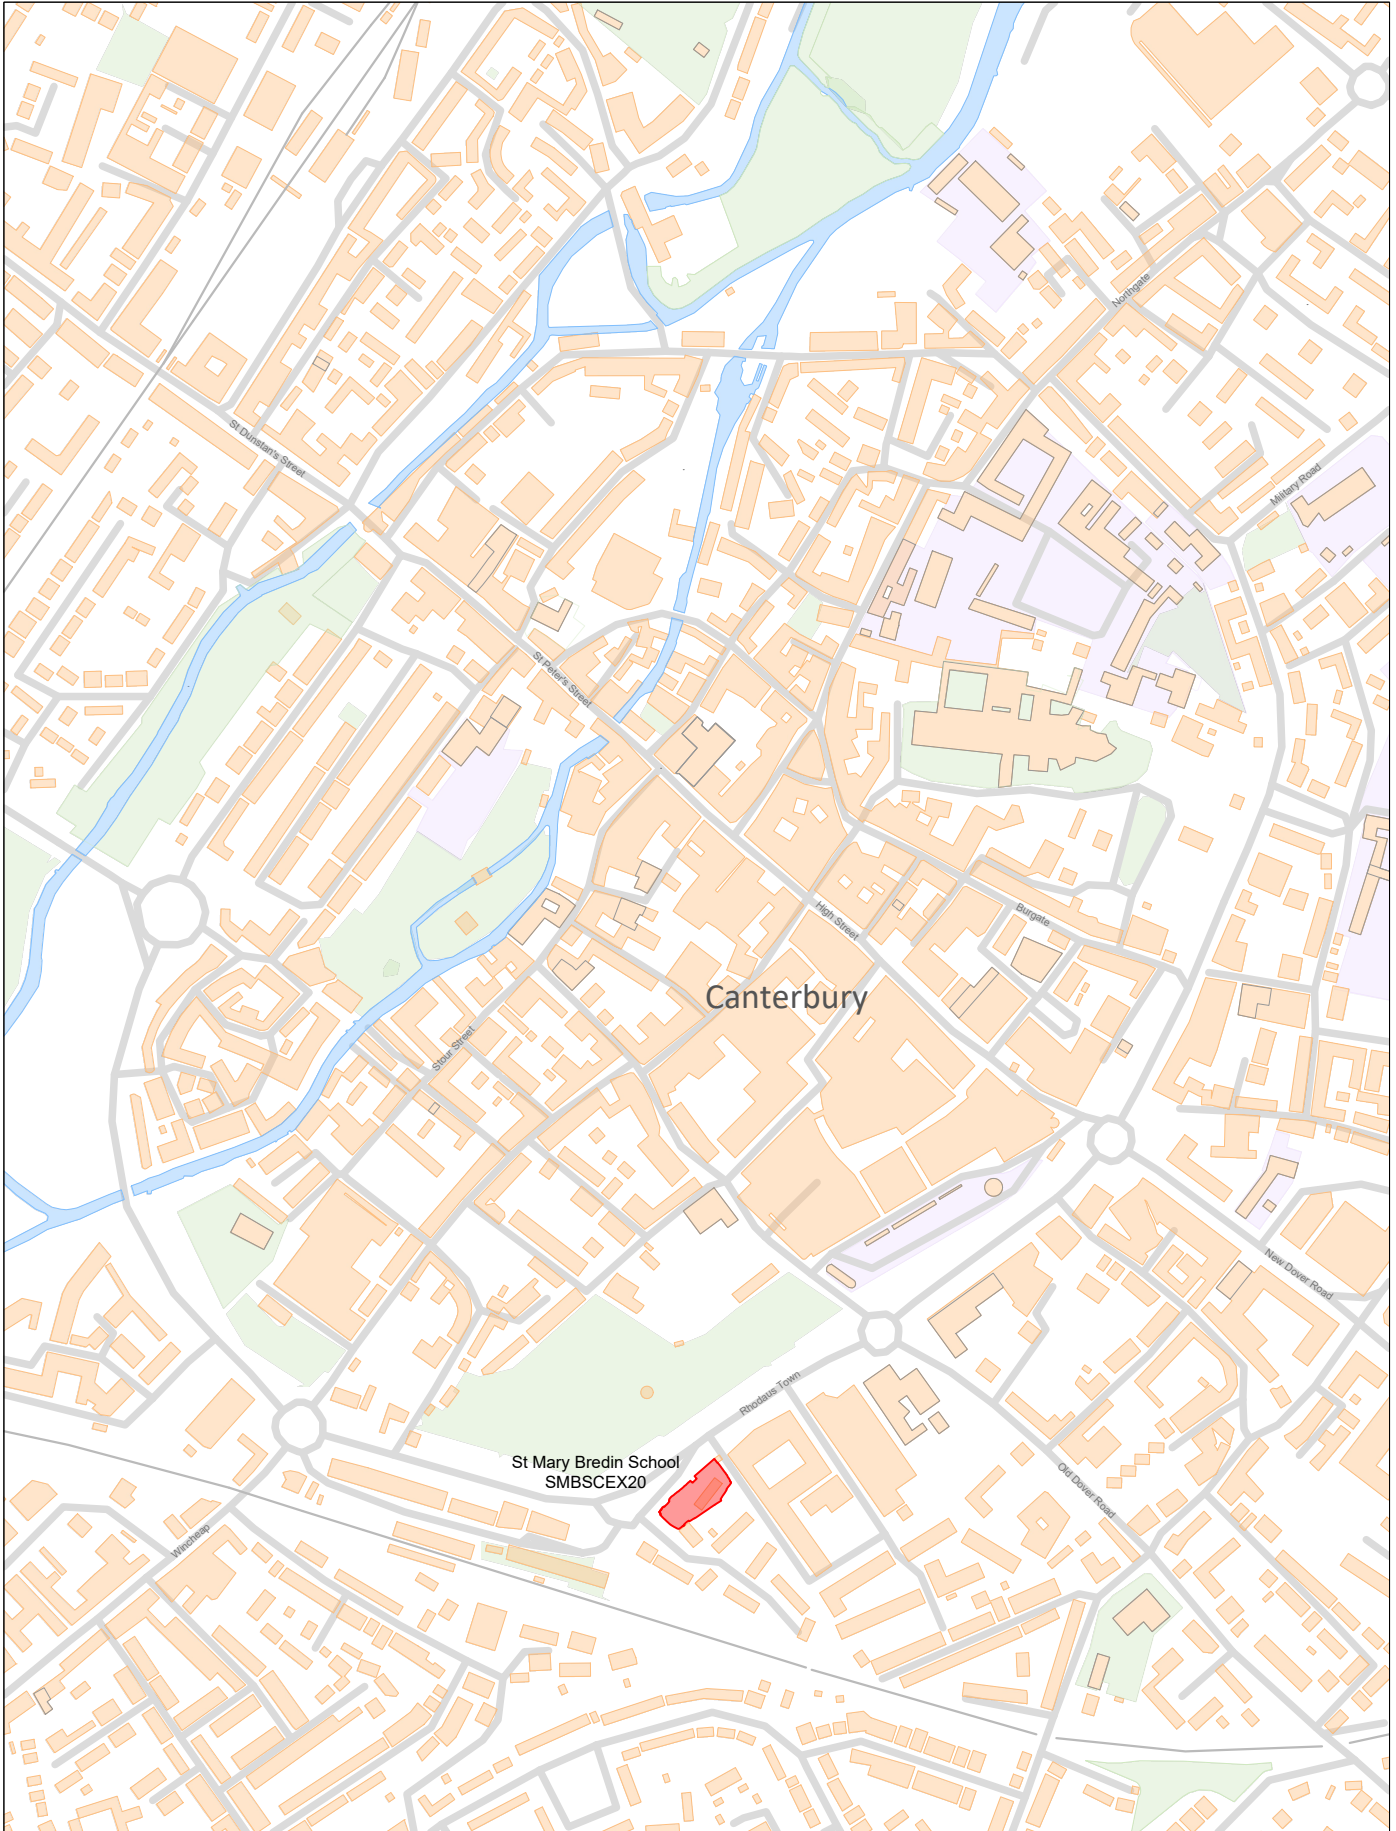 Northgate
St Dunstan's Street
Military Road
St Peter's Street
High Street
Burgate
Canterbury
Stour Street
New Dover Road
Rhodaus Town
St Mary Bredin School
SMBSCEX20
Old Dover Road
Wincheap